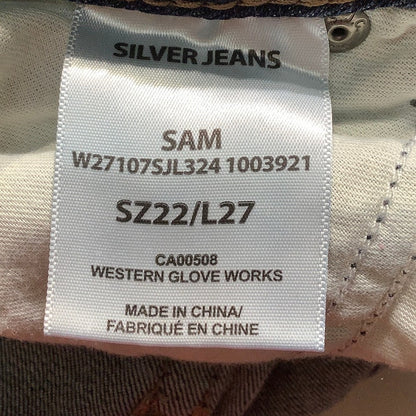 SILVER JEANS
SAM
W27107SJL324 1003921
SZ22/L27
CA00508
WESTERN GLOVE WORKS
MADE IN CHINA/
FABRIQUÉ EN CHINE